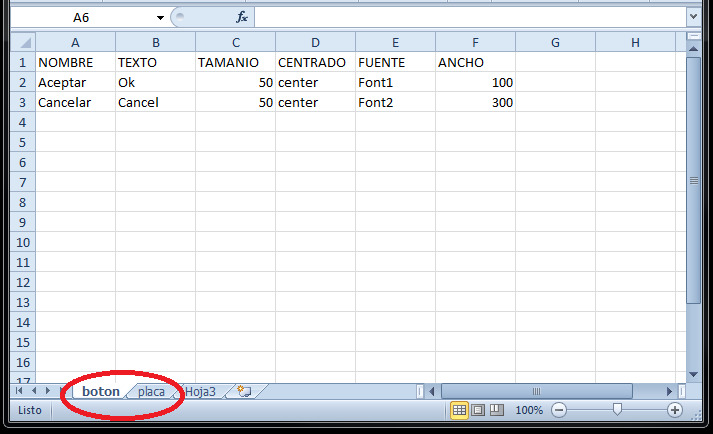 A6 fx
A B C D E F G H
1 NOMBRE TEXTO TAMANIO CENTRADO FUENTE ANCHO
2 Aceptar Ok 50 center Font1 100
3 Cancelar Cancel 50 center Font2 300
4
5
6
7
8
9
10
11
12
13
14
15
16
17
boton placa Hoja3
Listo 100%